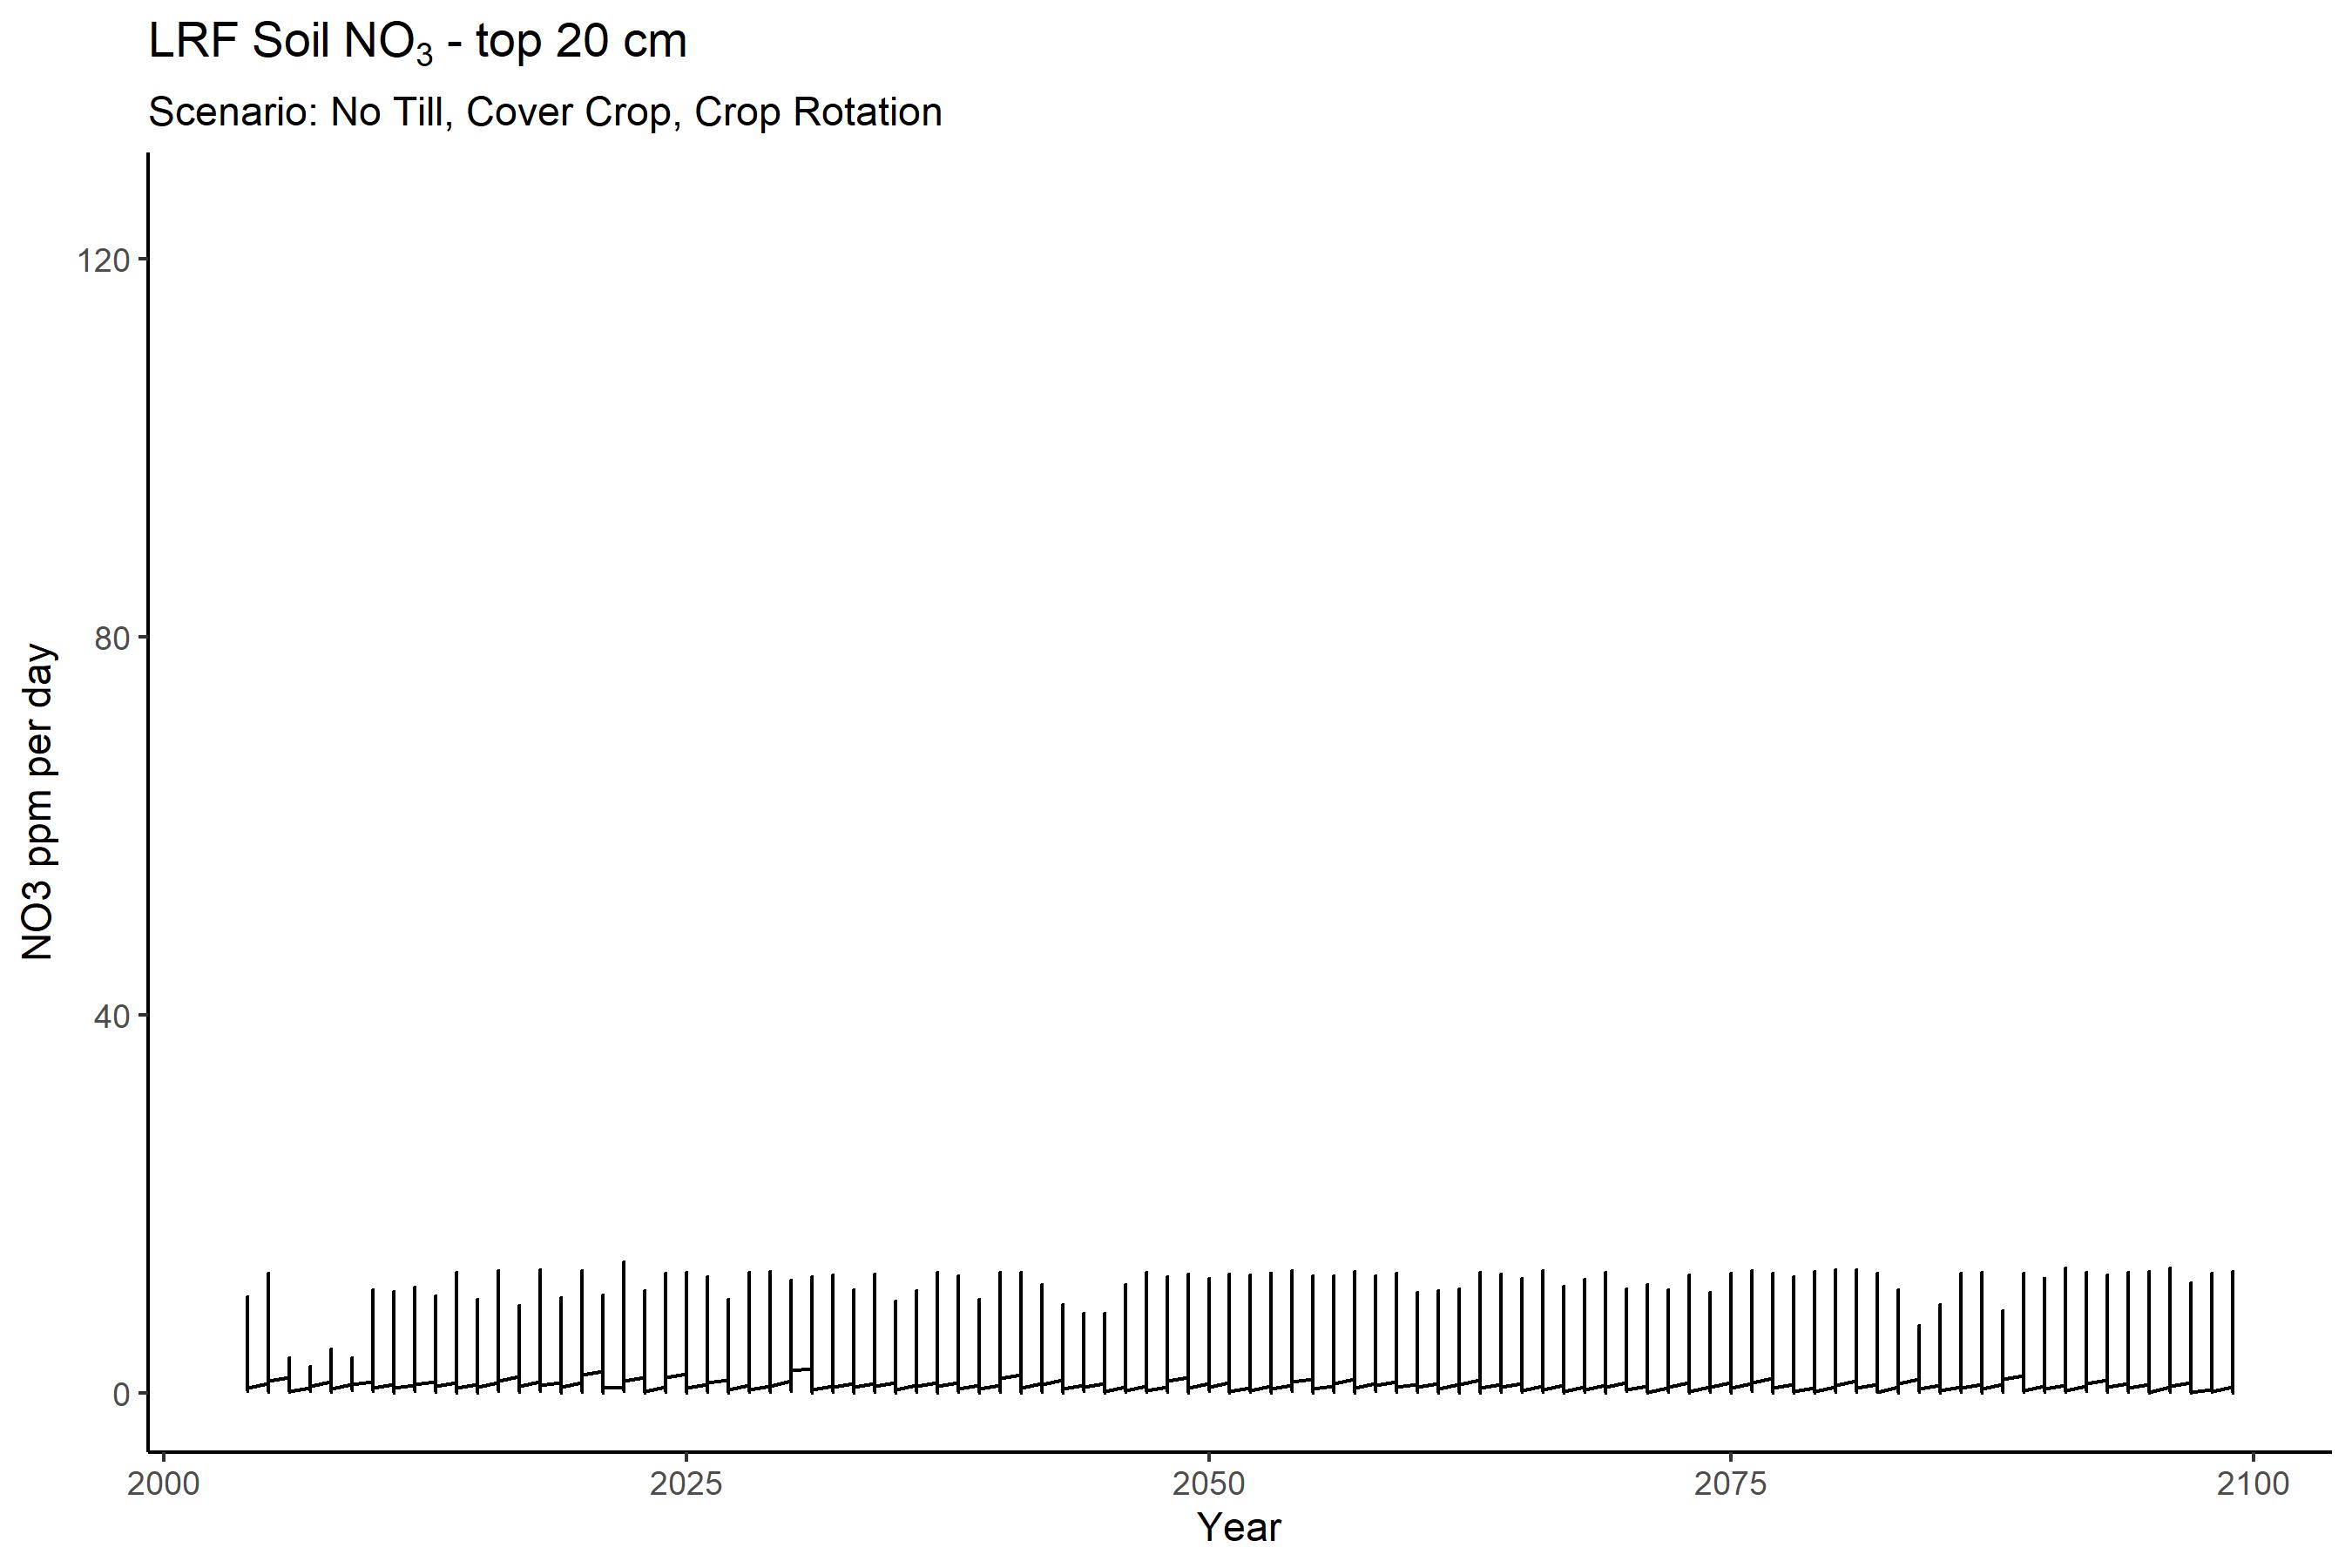 LRF Soil NO₃ - top 20 cm
Scenario: No Till, Cover Crop, Crop Rotation
120
80
40
0
NO3 ppm per day
2000 2025 2050 2075 2100
Year